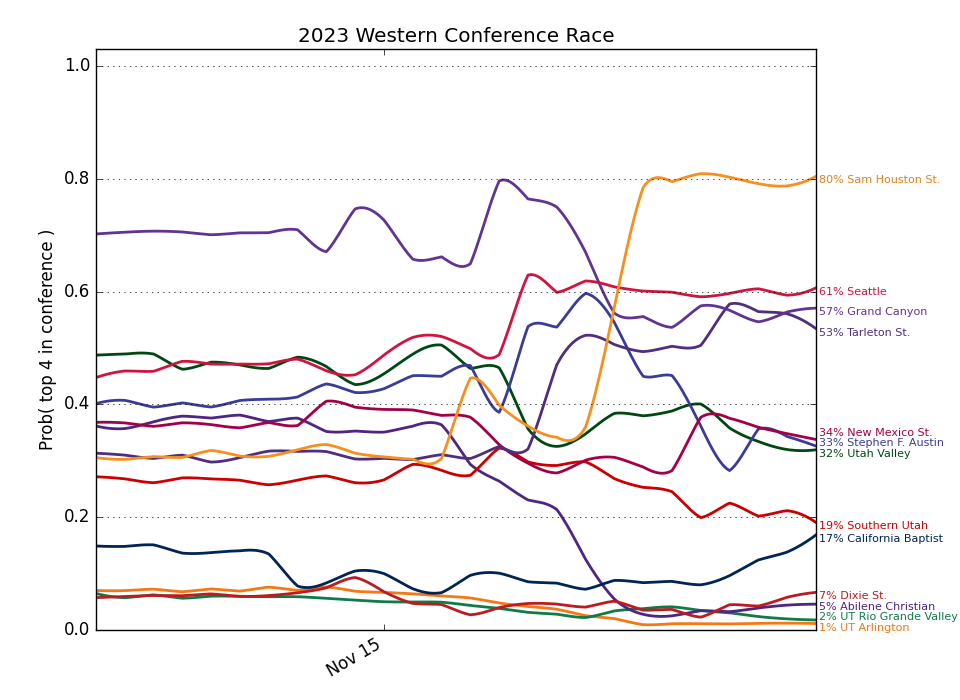 2023 Western Conference Race
1.0
0.8
0.6
0.4
0.2
0.0
Prob( top 4 in conference )
Nov 15
80% Sam Houston St.
61% Seattle
57% Grand Canyon
53% Tarleton St.
34% New Mexico St.
33% Stephen F. Austin
32% Utah Valley
19% Southern Utah
17% California Baptist
7% Dixie St.
5% Abilene Christian
2% UT Rio Grande Valley
1% UT Arlington